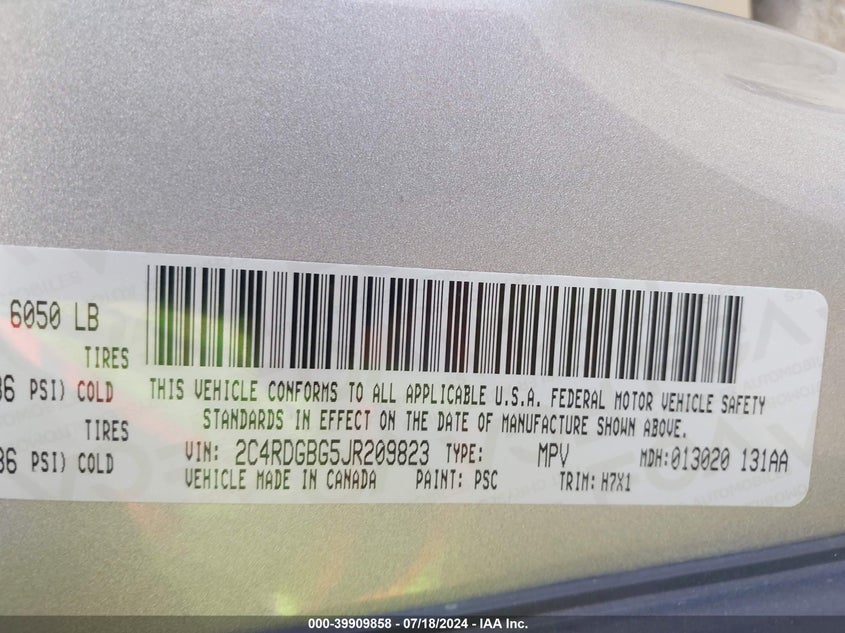 6050 LB
TIRES
PSI) COLD
TIRES
PSI) COLD
THIS VEHICLE CONFORMS TO ALL APPLICABLE U.S.A. FEDERAL MOTOR VEHICLE SAFETY
STANDARDS IN EFFECT ON THE DATE OF MANUFACTURE SHOWN ABOVE.
VIN: 2C4RDGBG5JR209823 TYPE: MPV MDH:013020 131AA
VEHICLE MADE IN CANADA PAINT: PSC TRIM: H7X1
000-39909858 - 07/18/2024 - IAA Inc.